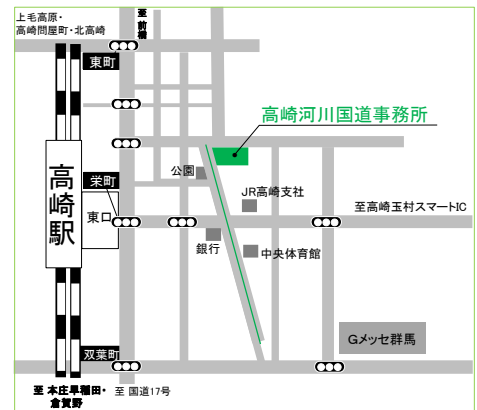 上毛高原・
高崎問屋町・北高崎
至 前橋
東町
高崎河川国道事務所
公園
高崎駅
栄町
JR高崎支社
東口
至高崎玉村スマートIC
銀行
中央体育館
Gメッセ群馬
双葉町
至 本庄早稲田・
倉賀野
至 国道17号